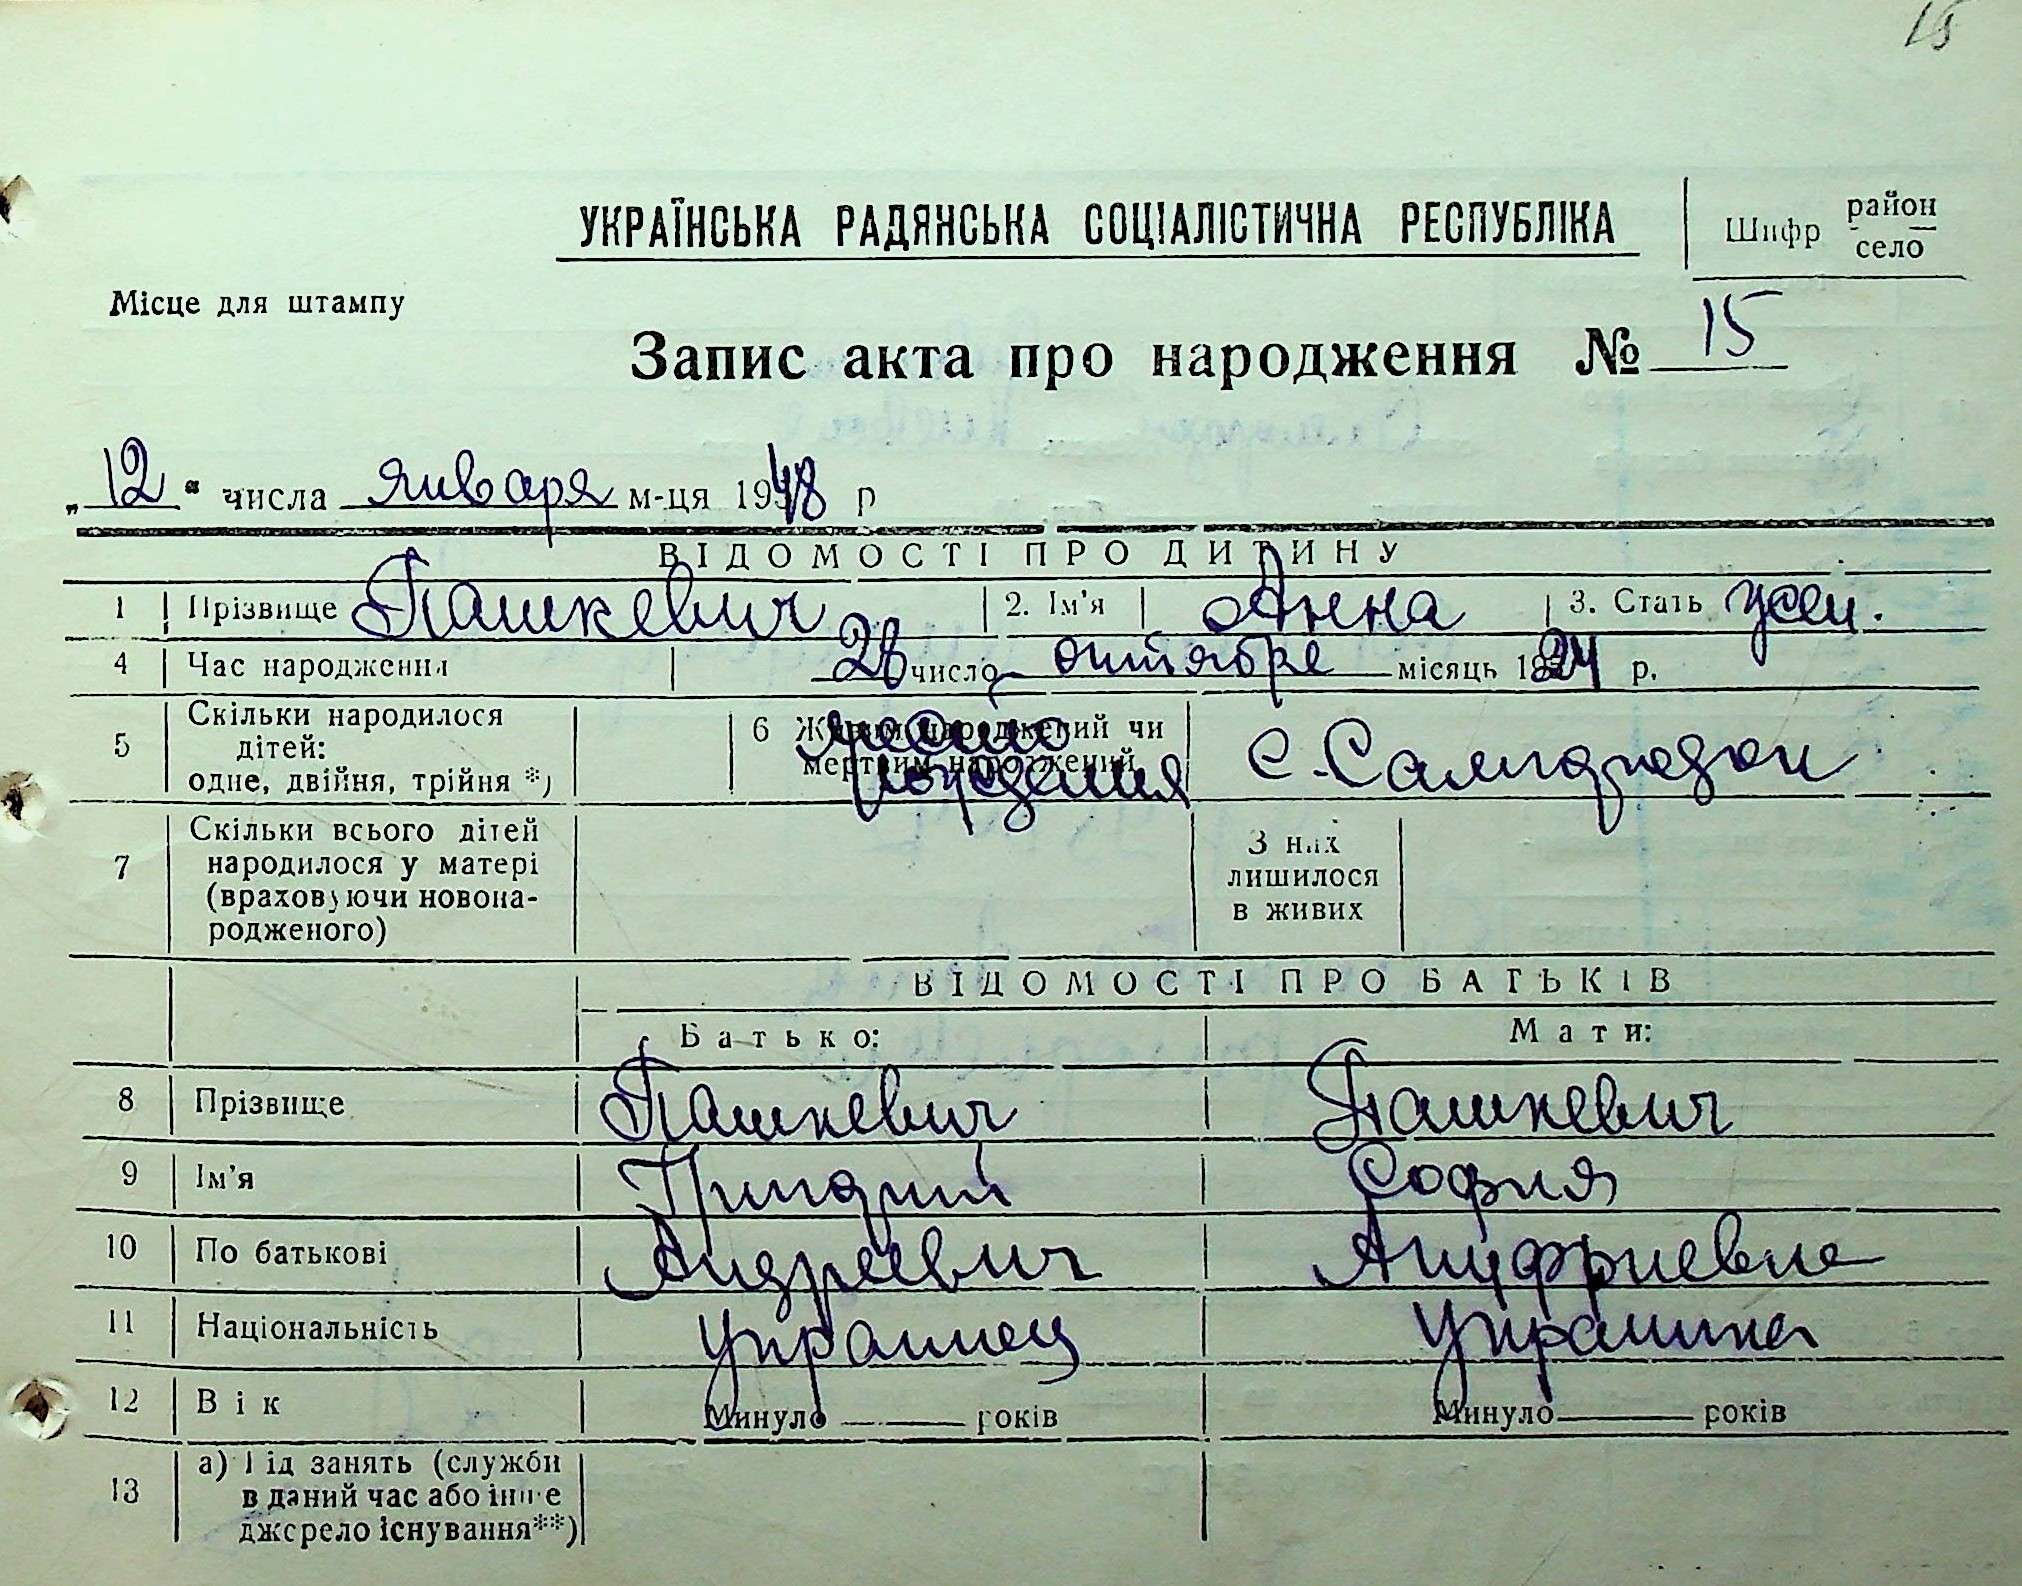 15
УКРАЇНСЬКА РАДЯНСЬКА СОЦІАЛІСТИЧНА РЕСПУБЛІКА
Шифр район
село
Місце для штампу
Запис акта про народження № 15
„12“ числа января м-ця 1948 р
ВІДОМОСТІ ПРО ДИТИНУ
1 Прізвище Пашкевич 2. Ім'я Анна 3. Стать жен.
4 Час народження 28 число октября місяць 1924 р.
5 Скільки народилося дітей: одне, двійня, трійня *)
6 Живим народжений чи мертвим народжений
место рождения
с. Самгородок
7 Скільки всього дітей народилося у матері (враховуючи новонародженого)
З них лишилося в живих
ВІДОМОСТІ ПРО БАТЬКІВ
Батько: Мати:
8 Прізвище Пашкевич Пашкевич
9 Ім'я Григорий София
10 По батькові Андреевич Ануфриевна
11 Національність украинец украинка
12 Вік Минуло років Минуло років
13 а) Рід занять (служби
в даний час або інше
джерело існування**)